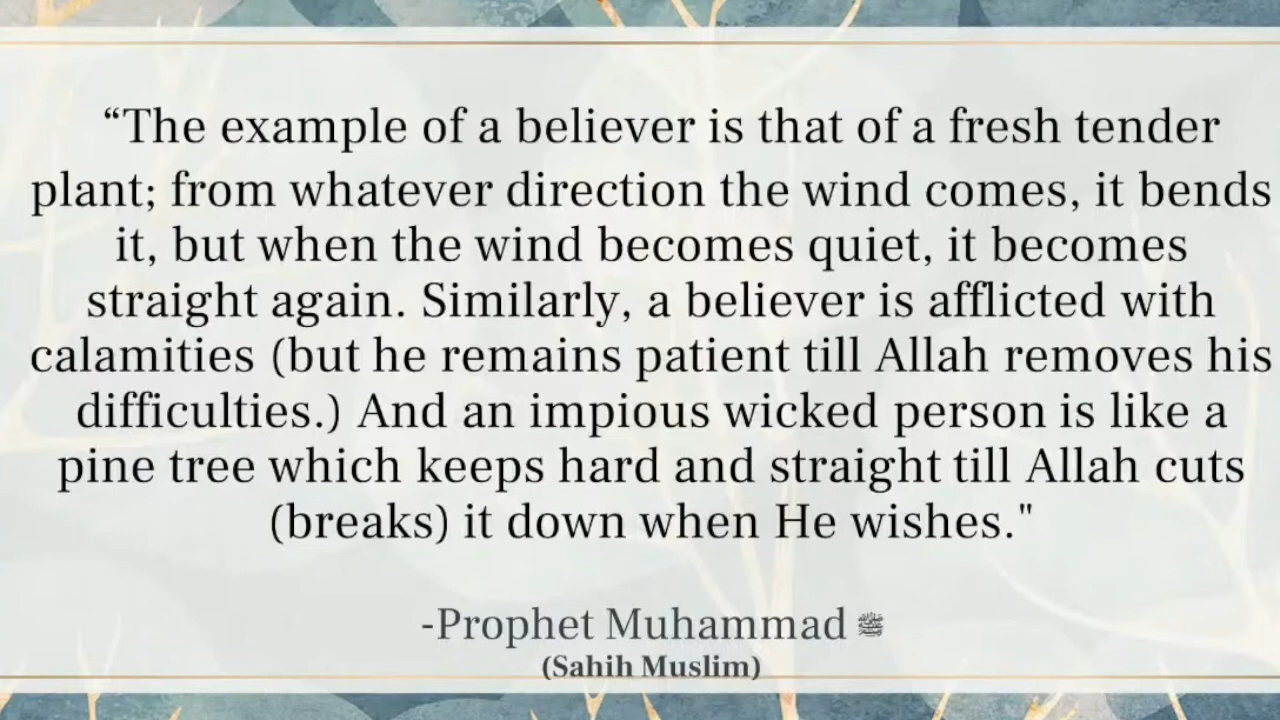 “The example of a believer is that of a fresh tender
plant; from whatever direction the wind comes, it bends
it, but when the wind becomes quiet, it becomes
straight again. Similarly, a believer is afflicted with
calamities (but he remains patient till Allah removes his
difficulties.) And an impious wicked person is like a
pine tree which keeps hard and straight till Allah cuts
(breaks) it down when He wishes."
-Prophet Muhammad ﷺ
(Sahih Muslim)